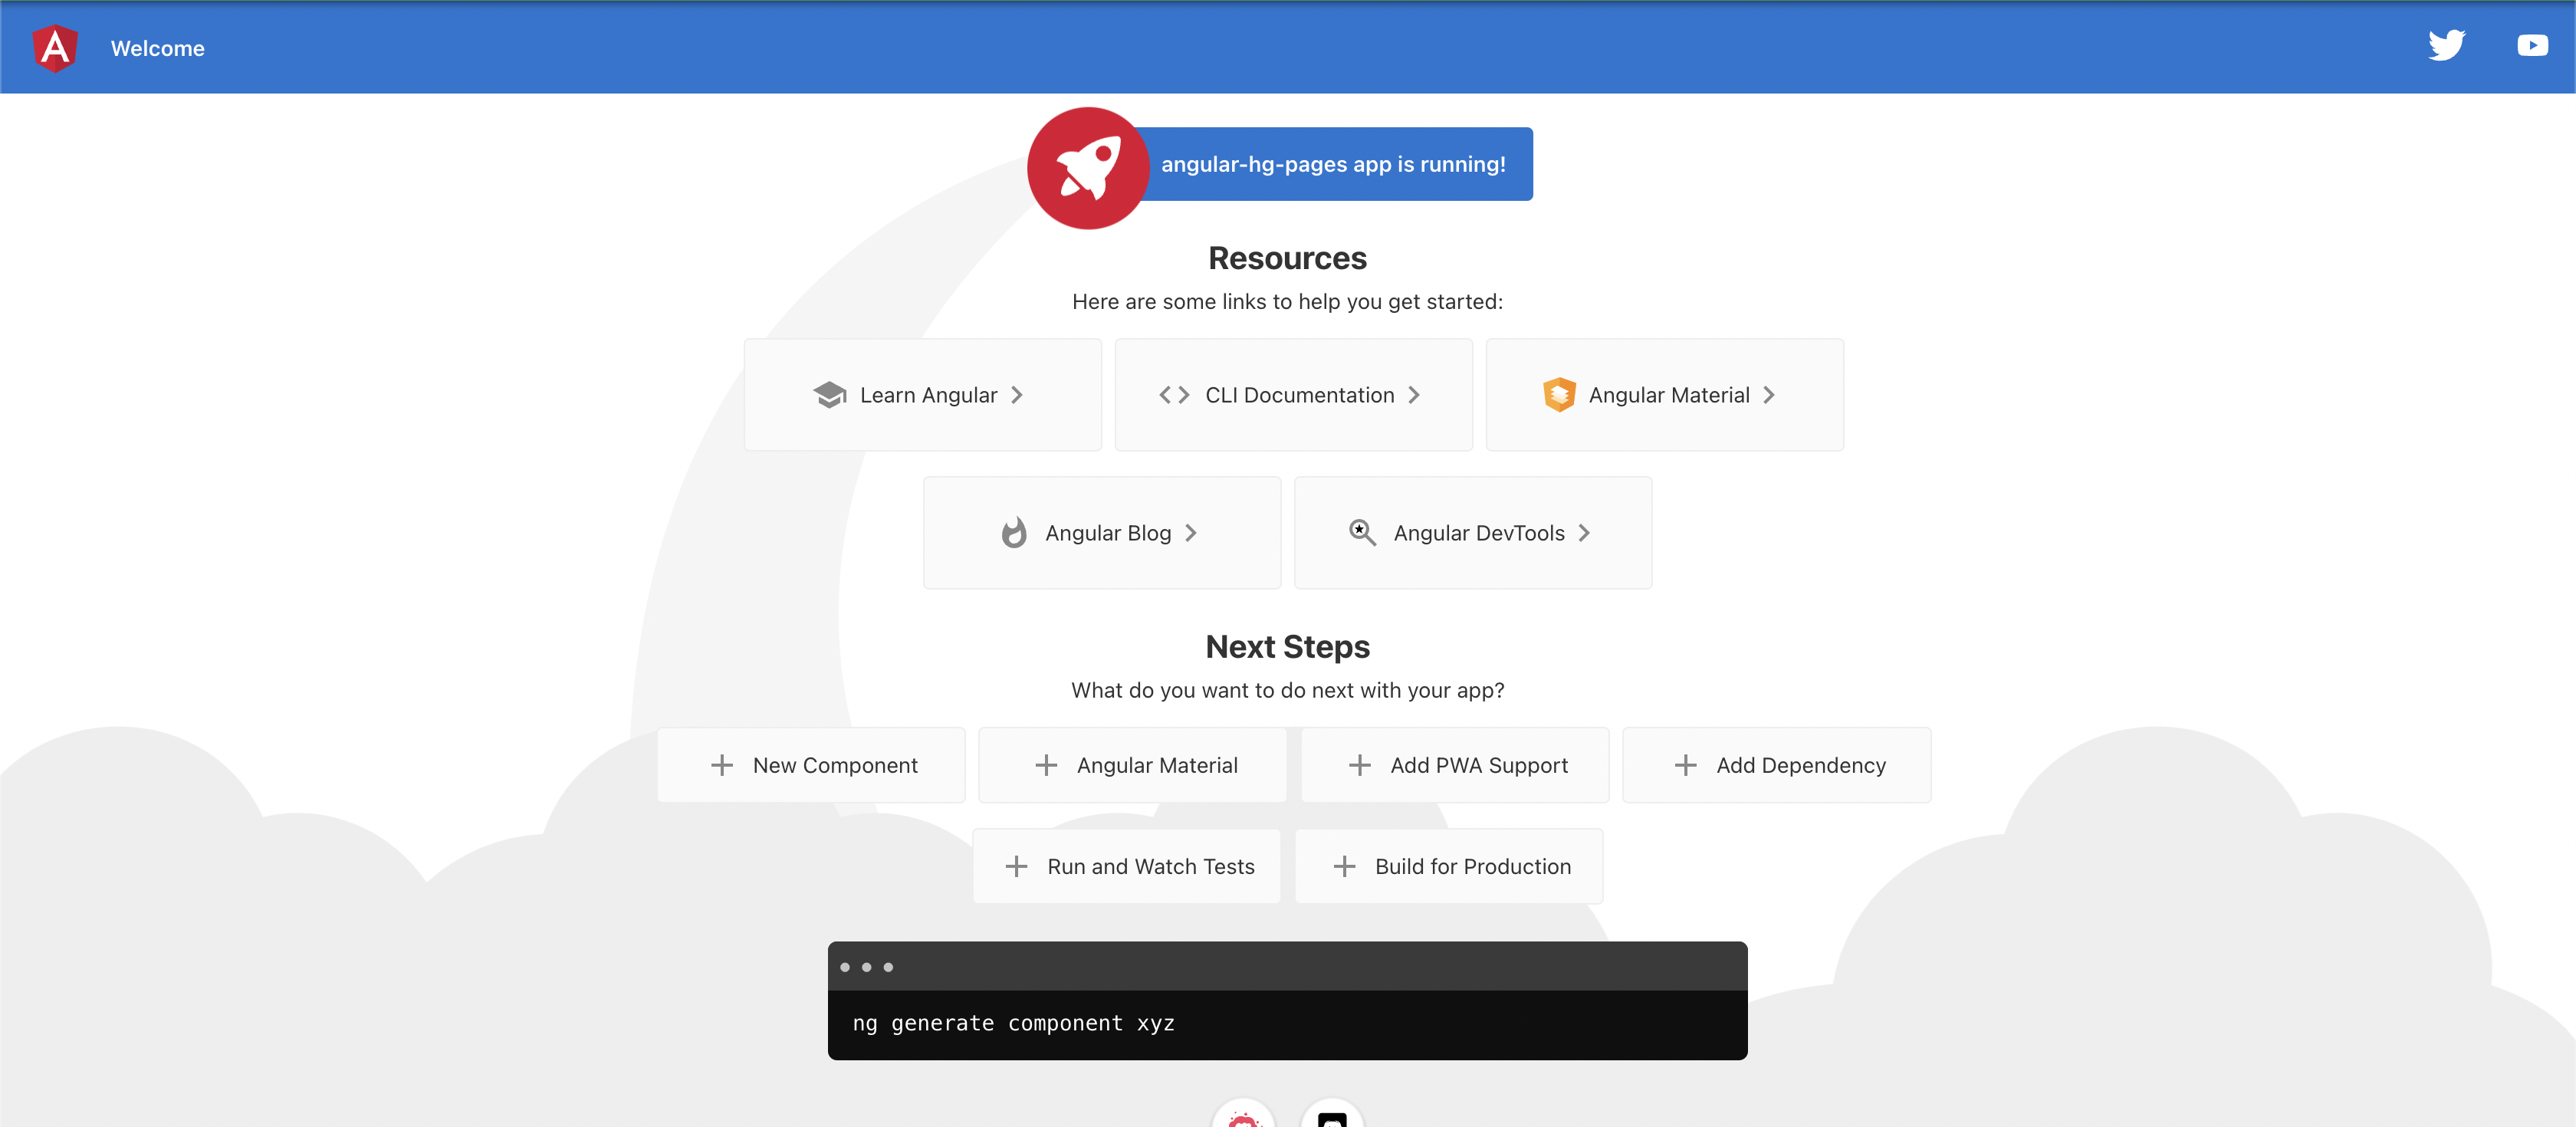 Welcome
angular-hg-pages app is running!
Resources
Here are some links to help you get started:
Learn Angular
CLI Documentation
Angular Material
Angular Blog
Angular DevTools
Next Steps
What do you want to do next with your app?
New Component
Angular Material
Add PWA Support
Add Dependency
Run and Watch Tests
Build for Production
ng generate component xyz